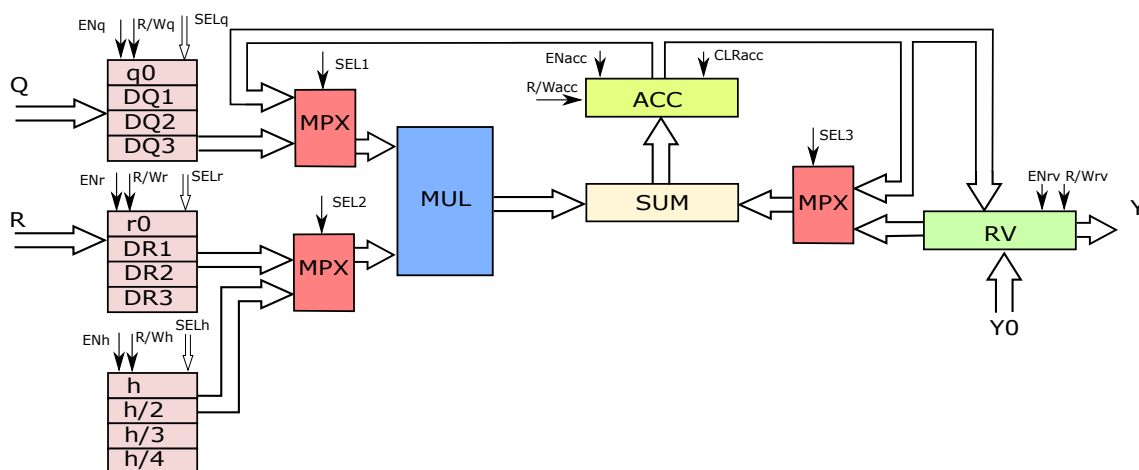 ENq R/Wq SELq
Q
q0
DQ1
DQ2
DQ3
SEL1
MPX
ENacc CLRacc
R/Wacc
ACC
ENr R/Wr SELr
R
r0
DR1
DR2
DR3
SEL2
MPX
MUL
SUM
SEL3
MPX
ENrv R/Wrv
RV
Y
Y0
ENh R/Wh SELh
h
h/2
h/3
h/4